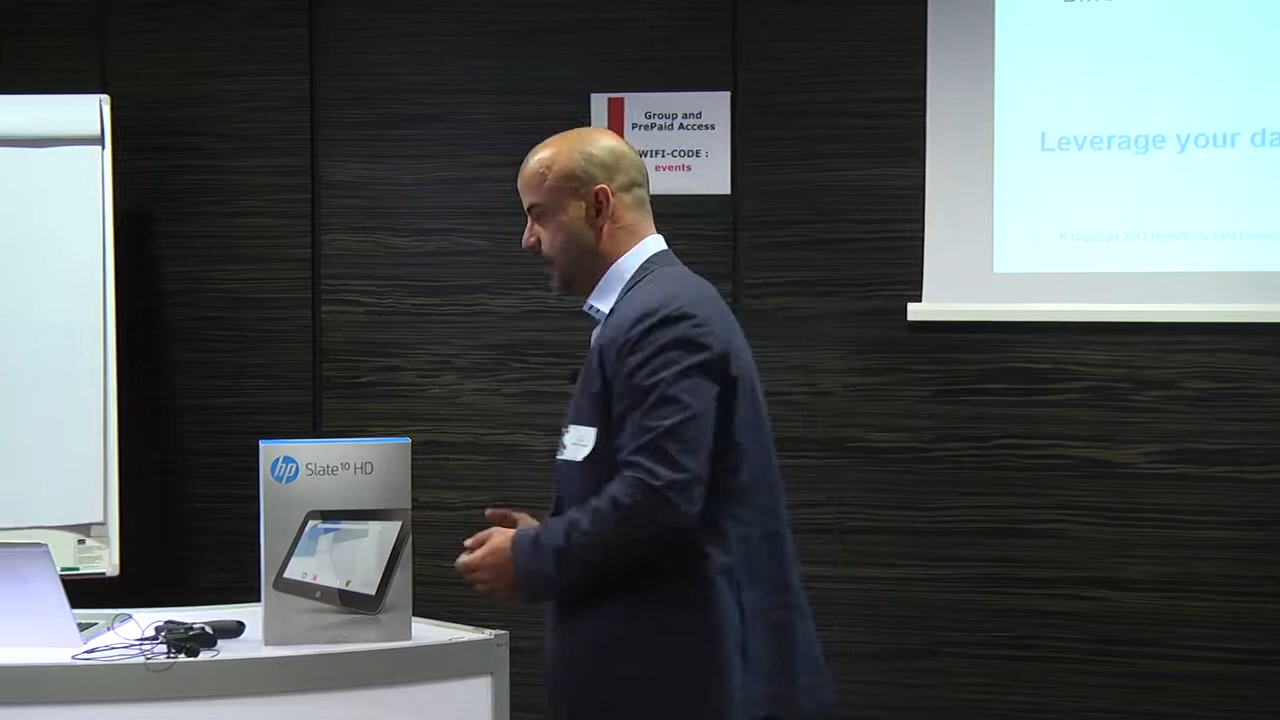 Group and
PrePaid Access
WIFI-CODE :
events
Leverage your da
hp
Slate 10 HD